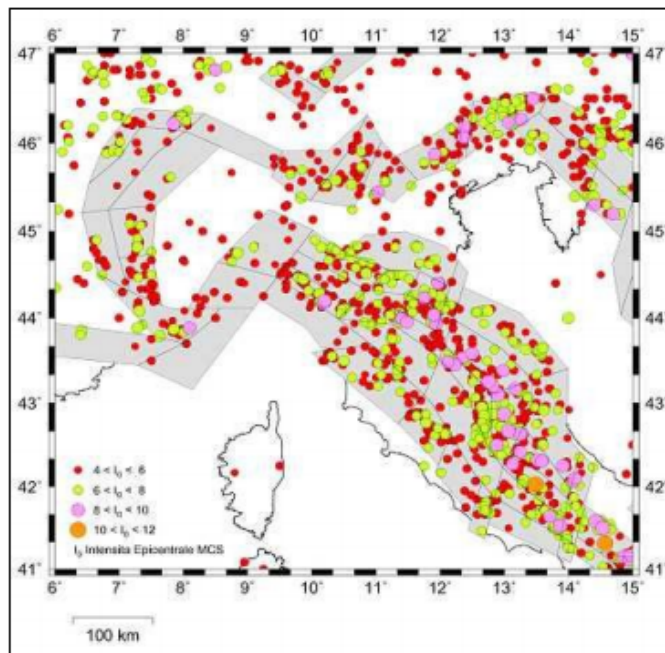 6° 7° 8° 9° 10° 11° 12° 13° 14° 15°
47° 47°
46° 46°
45° 45°
44° 44°
43° 43°
42° 42°
41° 41°
4 < I₀ < 6
6 < I₀ < 8
8 < I₀ < 10
10 < I₀ < 12
I₀ Intensita Epicentrale MCS
6° 7° 8° 9° 10° 11° 12° 13° 14° 15°
100 km